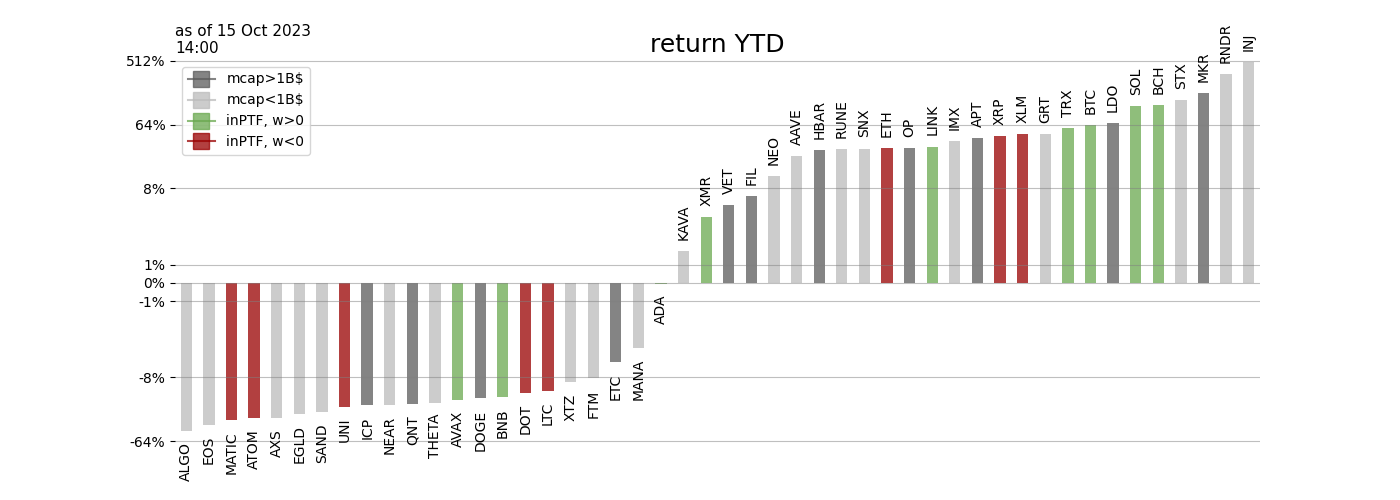 as of 15 Oct 2023
14:00
return YTD
512%
64%
8%
1%
0%
-1%
-8%
-64%
mcap>1B$
mcap<1B$
inPTF, w>0
inPTF, w<0
ALGO
EOS
MATIC
ATOM
AXS
EGLD
SAND
UNI
ICP
NEAR
QNT
THETA
AVAX
DOGE
BNB
DOT
LTC
XTZ
FTM
ETC
MANA
ADA
KAVA
XMR
VET
FIL
NEO
AAVE
HBAR
RUNE
SNX
ETH
OP
LINK
IMX
APT
XRP
XLM
GRT
TRX
BTC
LDO
SOL
BCH
STX
MKR
RNDR
INJ